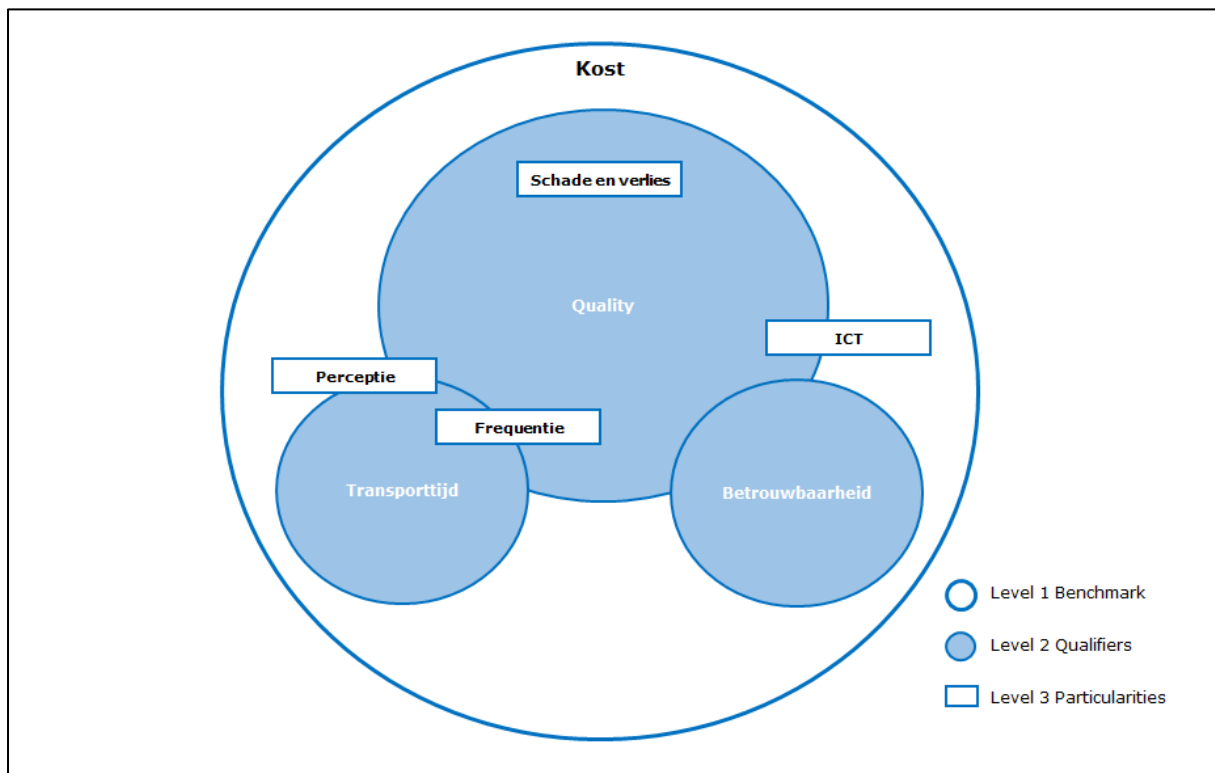 Kost
Schade en verlies
Quality
ICT
Perceptie
Frequentie
Transporttijd
Betrouwbaarheid
Level 1 Benchmark
Level 2 Qualifiers
Level 3 Particularities